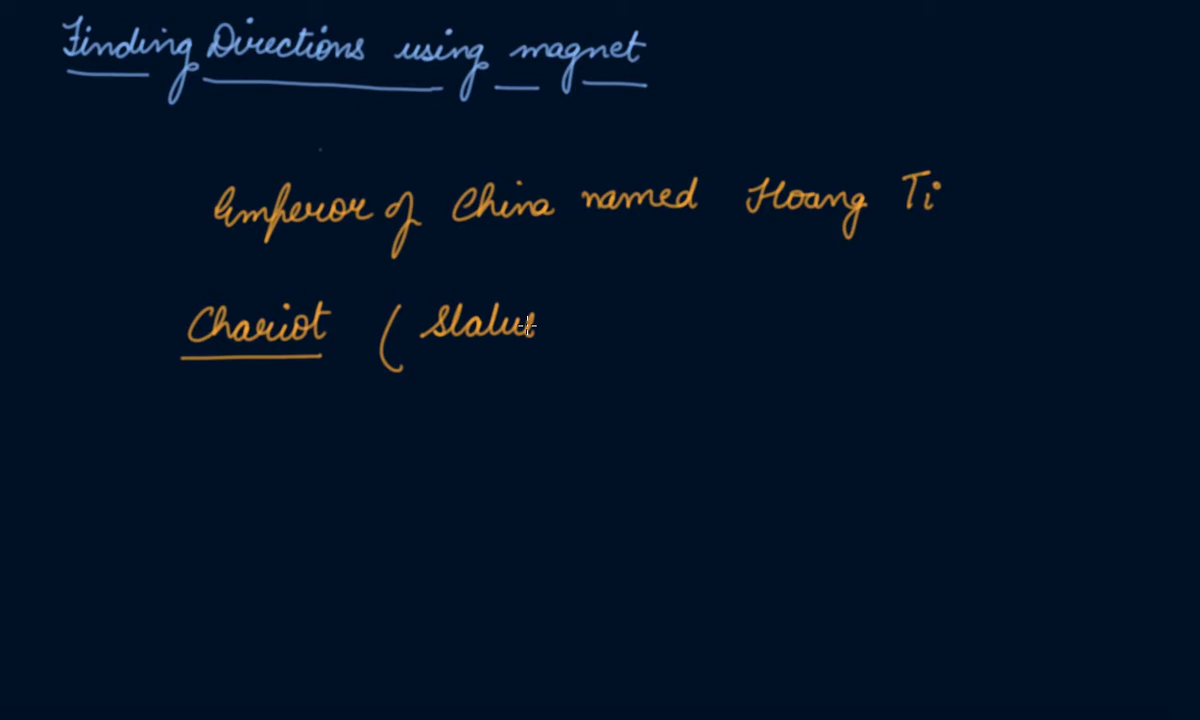 Finding Directions using magnet
Emperor of China named Hoang Ti
Chariot ( Statue